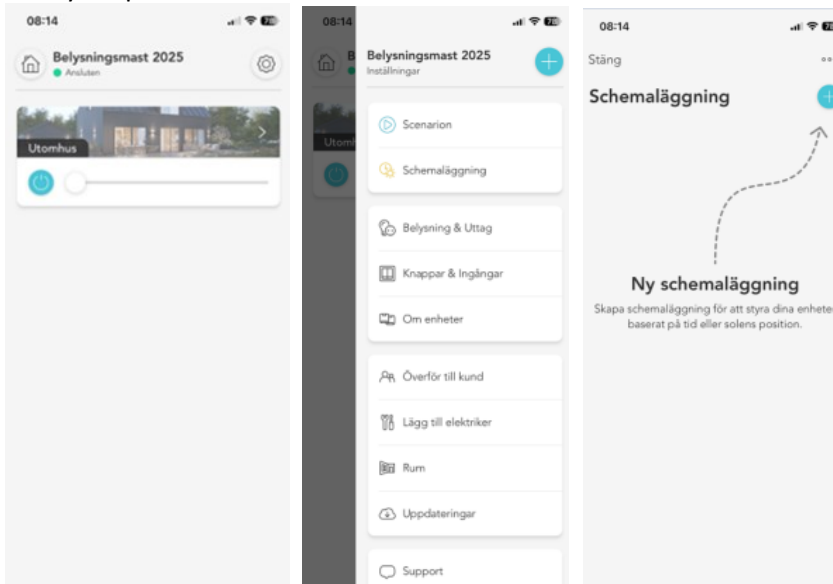 08:14
Belysningsmast 2025
Ansluten
Utomhus
08:14
B
Utom
Belysningsmast 2025
Inställningar
Scenarion
Schemaläggning
Belysning & Uttag
Knappar & Ingångar
Om enheter
Överför till kund
Lägg till elektriker
Rum
Uppdateringar
Support
08:14
Stäng
Schemaläggning
Ny schemaläggning
Skapa schemaläggning för att styra dina enheter
baserat på tid eller solens position.